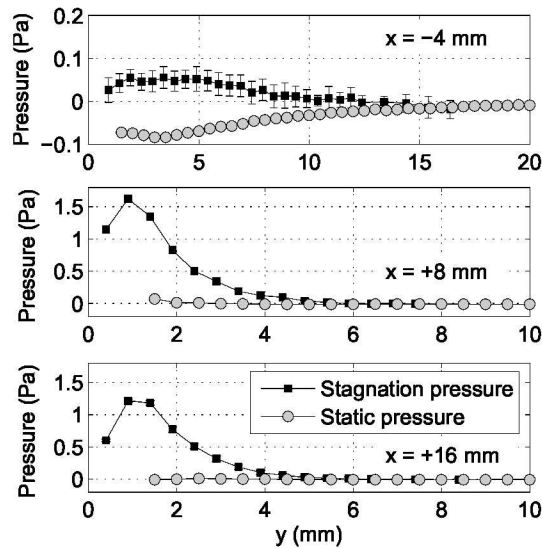 0.2
0.1
0
−0.1
Pressure (Pa)
x = −4 mm
0 5 10 15 20
1.5
1
0.5
0
Pressure (Pa)
x = +8 mm
0 2 4 6 8 10
1.5
1
0.5
0
Pressure (Pa)
Stagnation pressure
Static pressure
x = +16 mm
0 2 4 6 8 10
y (mm)